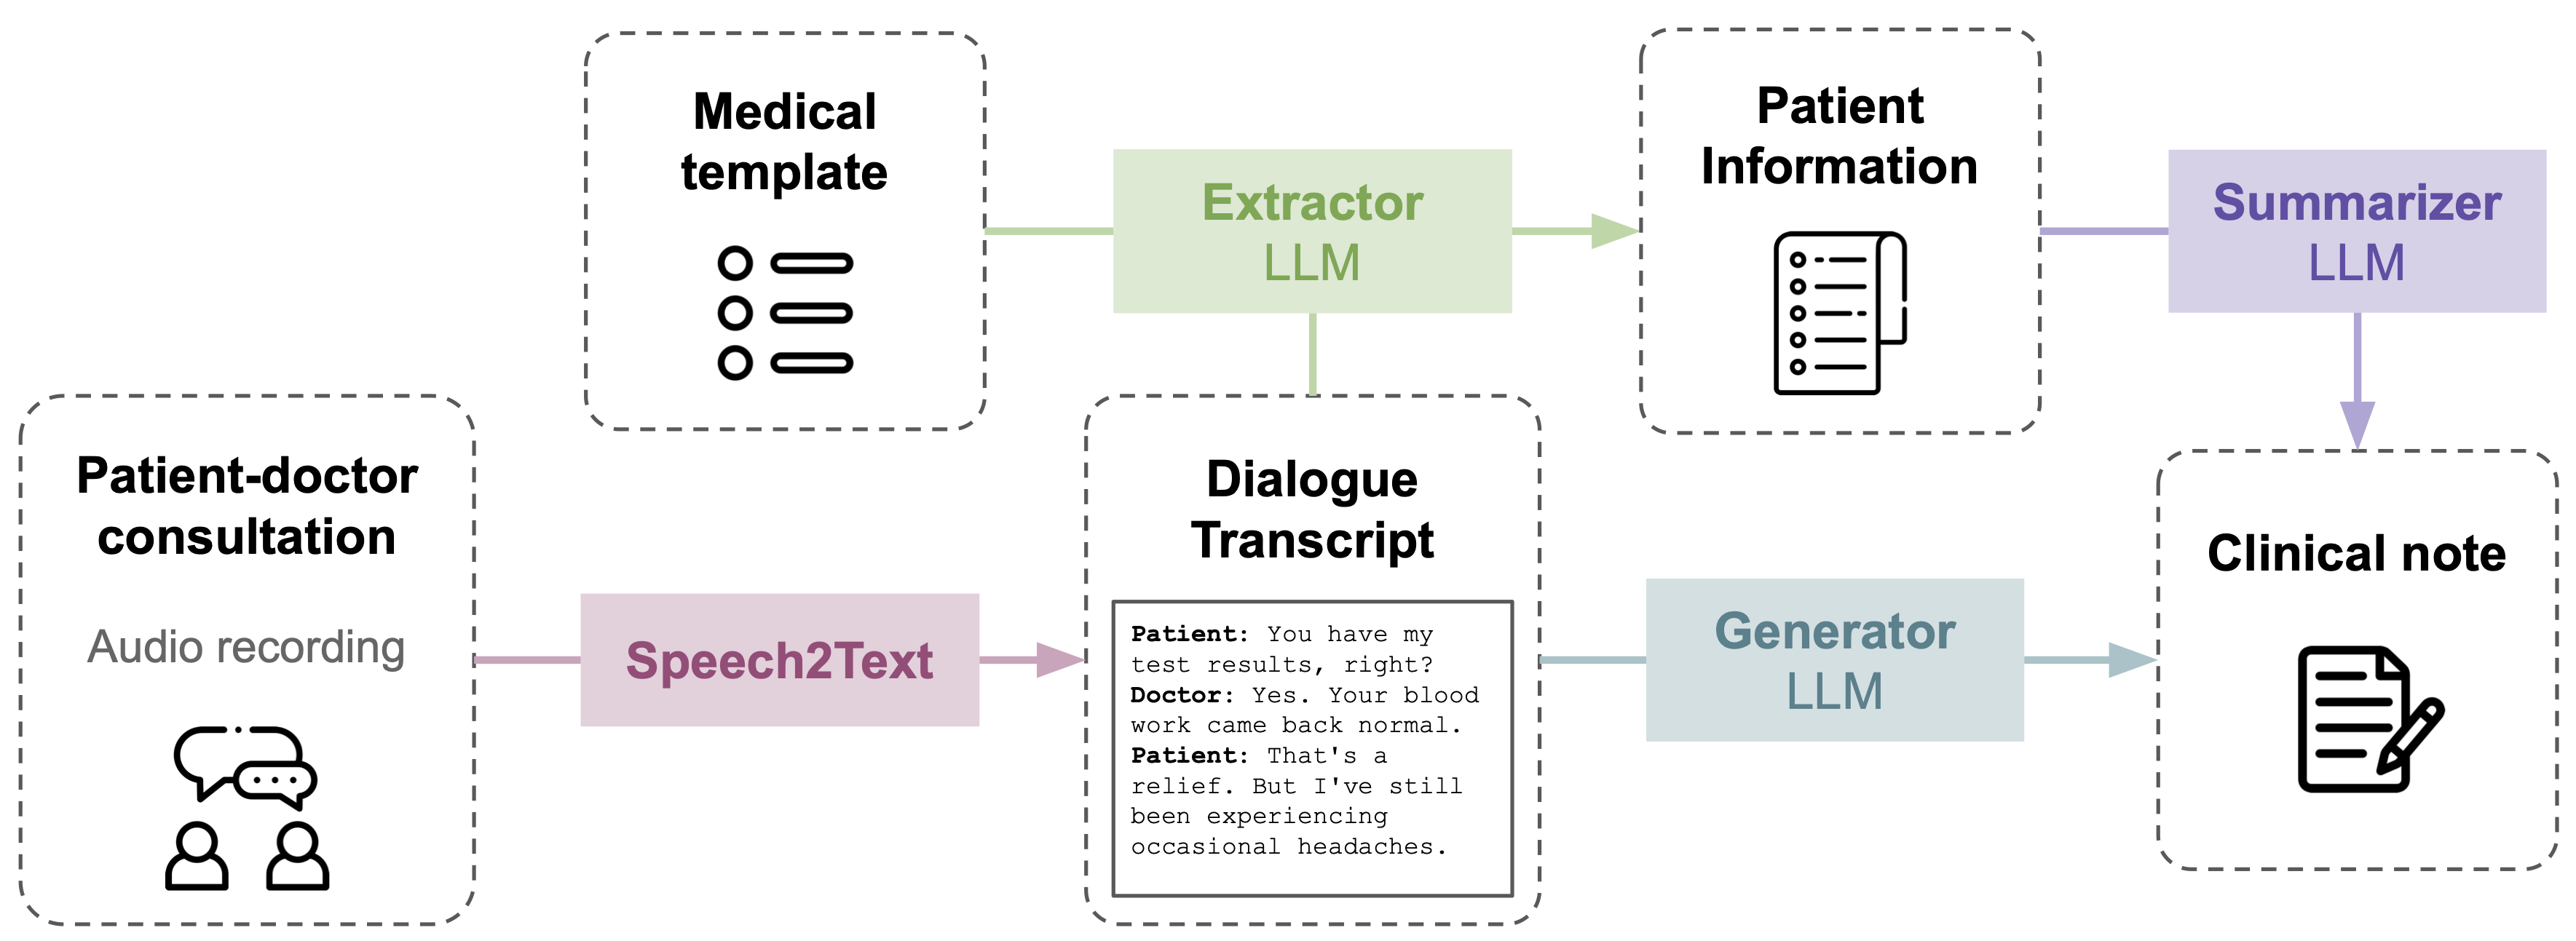 Medical
template
Extractor
LLM
Patient
Information
Summarizer
LLM
Patient-doctor
consultation
Audio recording
Speech2Text
Dialogue
Transcript
Patient: You have my
test results, right?
Doctor: Yes. Your blood
work came back normal.
Patient: That's a
relief. But I've still
been experiencing
occasional headaches.
Generator
LLM
Clinical note